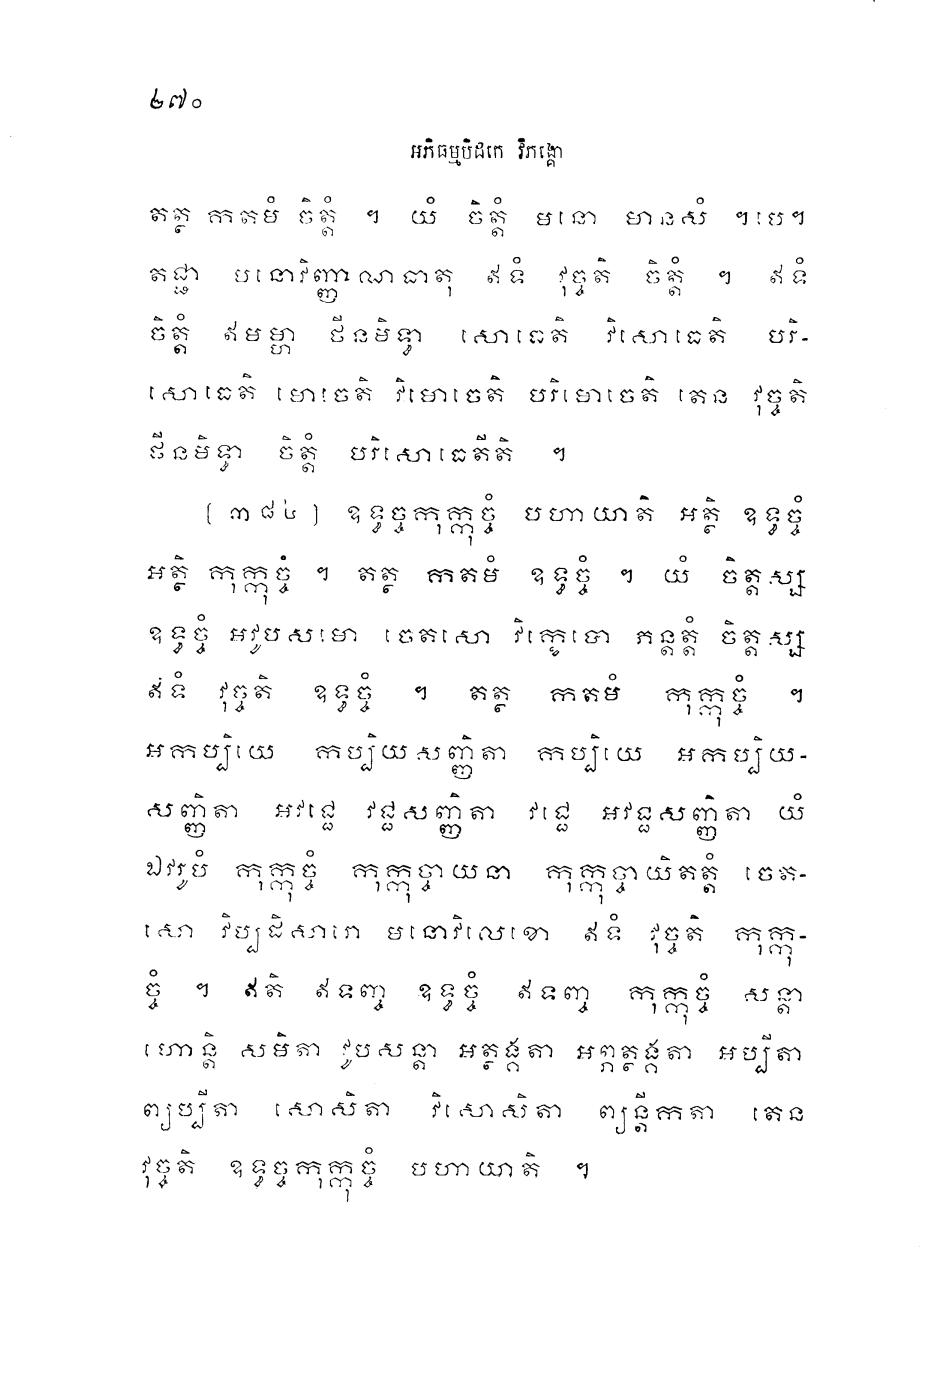 ២៧០
អភិធម្មបិដកេ វិភង្គោ
តត្ថ កតមំ ចិត្តំ ។ យំ ចិត្តំ មនោ មានសំ ។បេ។
តជ្ជា មនោវិញ្ញាណធាតុ ឥទំ វុច្ចតិ ចិត្តំ ។ ឥទំ
ចិត្តំ ឥមម្ហា ថីនមិទ្ធា សោធេតិ វិសោធេតិ បរិ-
សោធេតិ មោចេតិ វិមោចេតិ បរិមោចេតិ តេន វុច្ចតិ
ថីនមិទ្ធា ចិត្តំ បរិសោធេតីតិ ។
[៣៨៤] ឧទ្ធច្ចកុក្កុច្ចំ បហាយាតិ អត្ថិ ឧទ្ធច្ចំ
អត្ថិ កុក្កុច្ចំ ។ តត្ថ កតមំ ឧទ្ធច្ចំ ។ យំ ចិត្តស្ស
ឧទ្ធច្ចំ អវូបសមោ ចេតសោ វិក្ខេបោ ភន្តត្តំ ចិត្តស្ស
ឥទំ វុច្ចតិ ឧទ្ធច្ចំ ។ តត្ថ កតមំ កុក្កុច្ចំ ។
អកប្បិយេ កប្បិយសញ្ញិតា កប្បិយេ អកប្បិយ-
សញ្ញិតា អវជ្ជេ វជ្ជសញ្ញិតា វជ្ជេ អវជ្ជសញ្ញិតា យំ
ឯវរូបំ កុក្កុច្ចំ កុក្កុច្ចាយនា កុក្កុច្ចាយិតត្តំ ចេត-
សោ វិប្បដិសារោ មនោវិលេខោ ឥទំ វុច្ចតិ កុក្កុ-
ច្ចំ ។ ឥតិ ឥទញ្ច ឧទ្ធច្ចំ ឥទញ្ច កុក្កុច្ចំ សន្តា
ហោន្តិ សមិតា វូបសន្តា អត្ថង្គតា អព្ភត្ថង្គតា អប្បីតា
ព្យប្បីតា សោសិតា វិសោសិតា ព្យន្តីកតា តេន
វុច្ចតិ ឧទ្ធច្ចកុក្កុច្ចំ បហាយាតិ ។